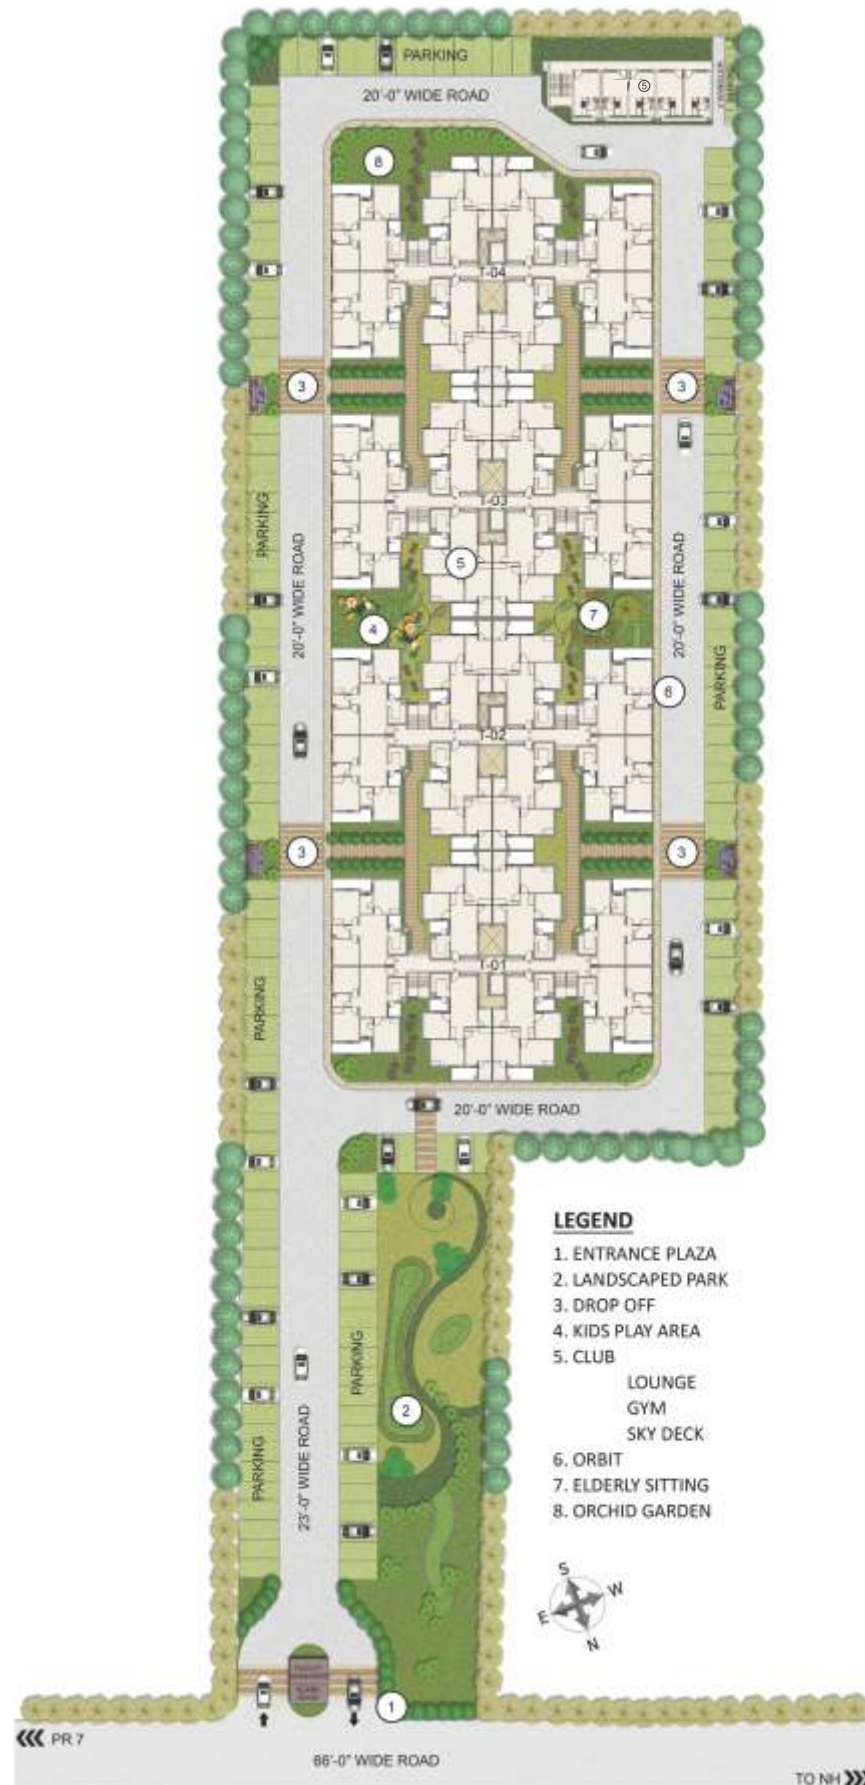 PARKING
20'-0" WIDE ROAD
5
8
T-04
3
3
T-03
PARKING
20'-0" WIDE ROAD
5
4
7
20'-0" WIDE ROAD
6
PARKING
T-02
3
3
T-01
PARKING
20'-0" WIDE ROAD
LEGEND
1. ENTRANCE PLAZA
2. LANDSCAPED PARK
3. DROP OFF
4. KIDS PLAY AREA
5. CLUB
LOUNGE
GYM
SKY DECK
6. ORBIT
7. ELDERLY SITTING
8. ORCHID GARDEN
PARKING
2
PARKING
23'-0" WIDE ROAD
S
W
E
N
1
PR 7
66'-0" WIDE ROAD
TO NH